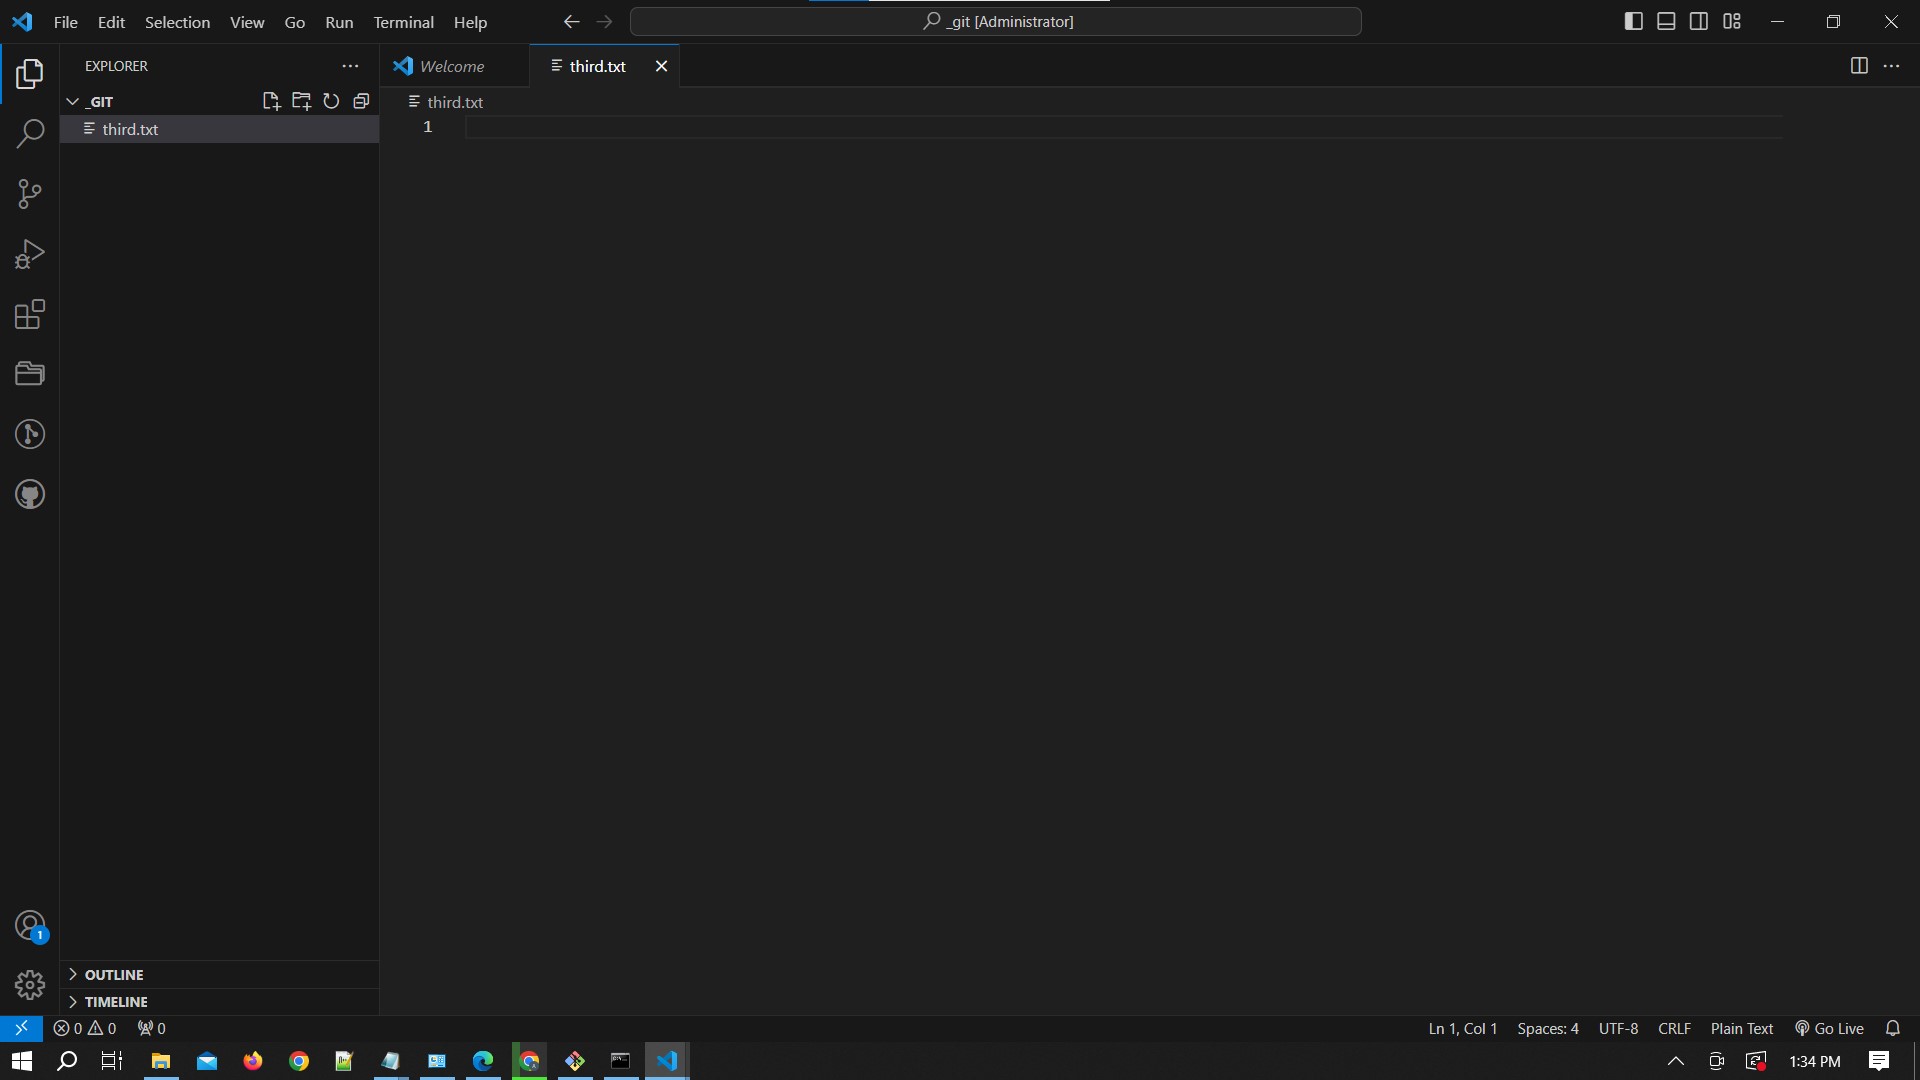 File Edit Selection View Go Run Terminal Help
_git [Administrator]
EXPLORER
Welcome
third.txt
_GIT
third.txt
third.txt
1
1
OUTLINE
TIMELINE
0 0 0
Ln 1, Col 1 Spaces: 4 UTF-8 CRLF Plain Text Go Live
1:34 PM